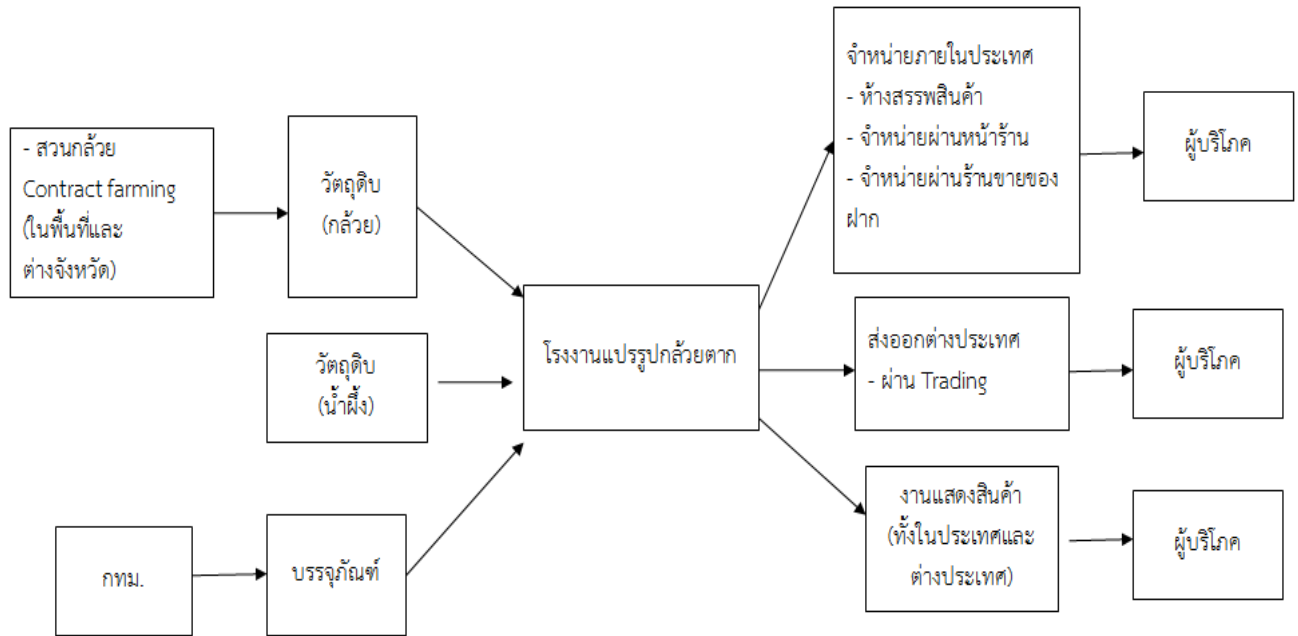 - สวนกล้วย
Contract farming
(ในพื้นที่และ
ต่างจังหวัด)
วัตถุดิบ
(กล้วย)
วัตถุดิบ
(น้ำผึ้ง)
กทม.
บรรจุภัณฑ์
โรงงานแปรรูปกล้วยตาก
จำหน่ายภายในประเทศ
- ห้างสรรพสินค้า
- จำหน่ายผ่านหน้าร้าน
- จำหน่ายผ่านร้านขายของ
ฝาก
ผู้บริโภค
ส่งออกต่างประเทศ
- ผ่าน Trading
ผู้บริโภค
งานแสดงสินค้า
(ทั้งในประเทศและ
ต่างประเทศ)
ผู้บริโภค